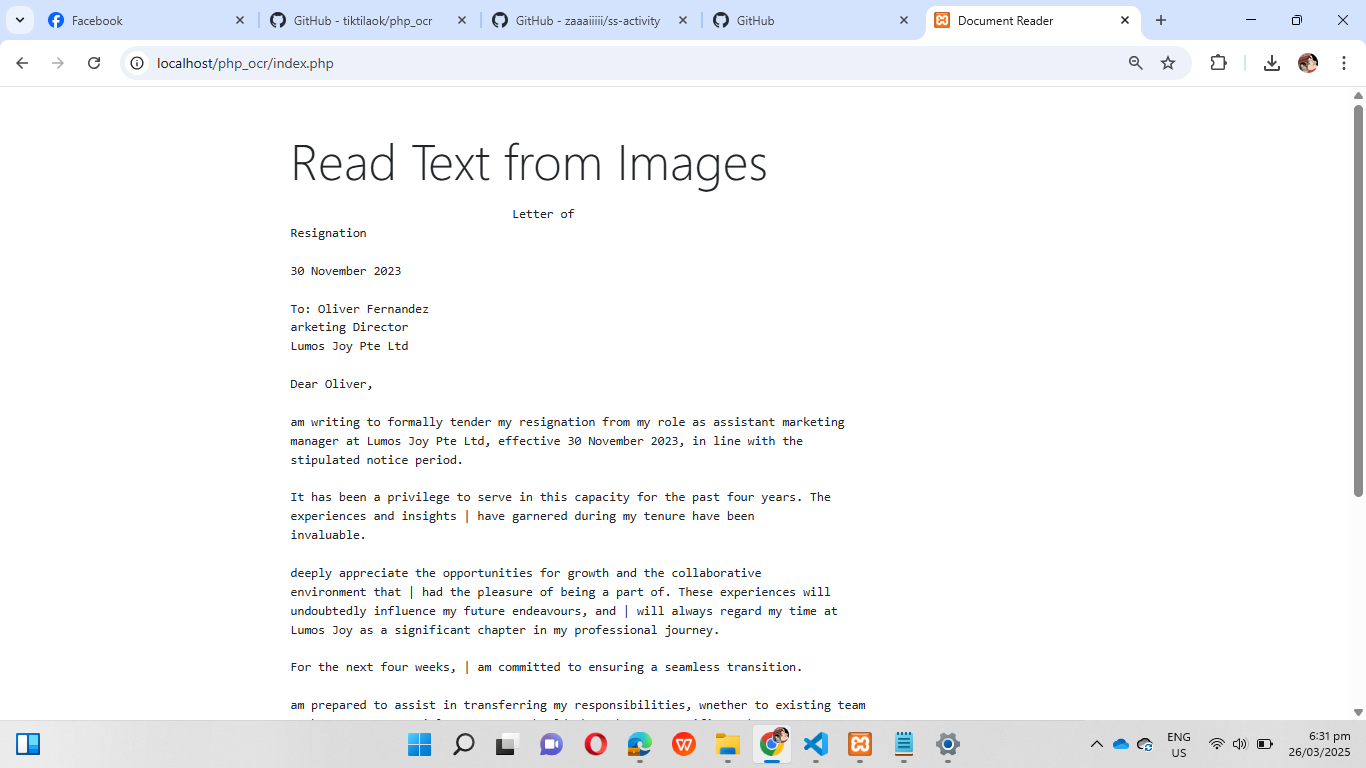 Facebook
GitHub - tiktilaok/php_ocr
GitHub - zaaaiiiii/ss-activity
GitHub
Document Reader
localhost/php_ocr/index.php
Read Text from Images
Letter of
Resignation
30 November 2023
To: Oliver Fernandez
arketing Director
Lumos Joy Pte Ltd
Dear Oliver,
am writing to formally tender my resignation from my role as assistant marketing
manager at Lumos Joy Pte Ltd, effective 30 November 2023, in line with the
stipulated notice period.
It has been a privilege to serve in this capacity for the past four years. The
experiences and insights | have garnered during my tenure have been
invaluable.
deeply appreciate the opportunities for growth and the collaborative
environment that | had the pleasure of being a part of. These experiences will
undoubtedly influence my future endeavours, and | will always regard my time at
Lumos Joy as a significant chapter in my professional journey.
For the next four weeks, | am committed to ensuring a seamless transition.
am prepared to assist in transferring my responsibilities, wnether to existing team
ENG
US
6:31 pm
26/03/2025